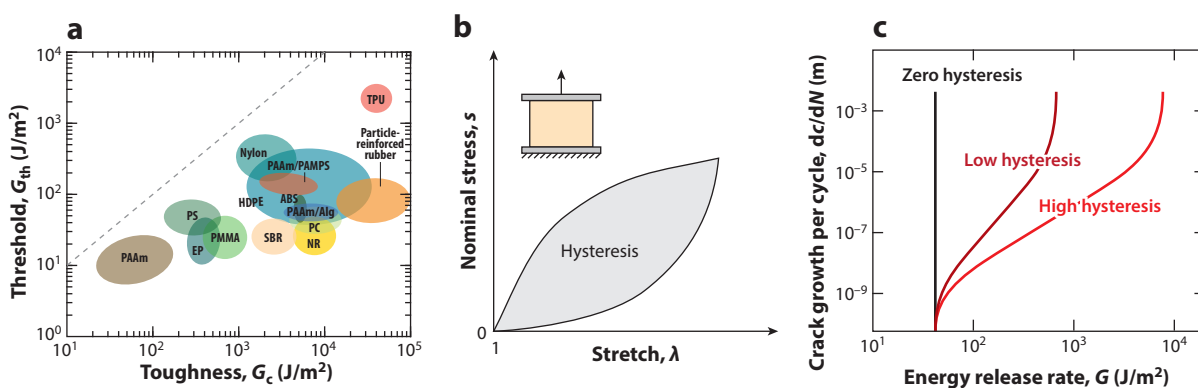 a
Threshold, Gth (J/m²)
10⁴
10³
10²
10¹
10⁰
TPU
Particle-
reinforced
rubber
Nylon
PAAm/PAMPS
HDPE
ABS
PAAm/Alg
PS
EP
PMMA
SBR
PC
NR
PAAm
10¹ 10² 10³ 10⁴ 10⁵
Toughness, Gc (J/m²)
b
Nominal stress, s
Hysteresis
0
1
Stretch, λ
c
Crack growth per cycle, dc/dN (m)
10⁻³
10⁻⁵
10⁻⁷
10⁻⁹
Zero hysteresis
Low hysteresis
High hysteresis
10¹ 10² 10³ 10⁴
Energy release rate, G (J/m²)